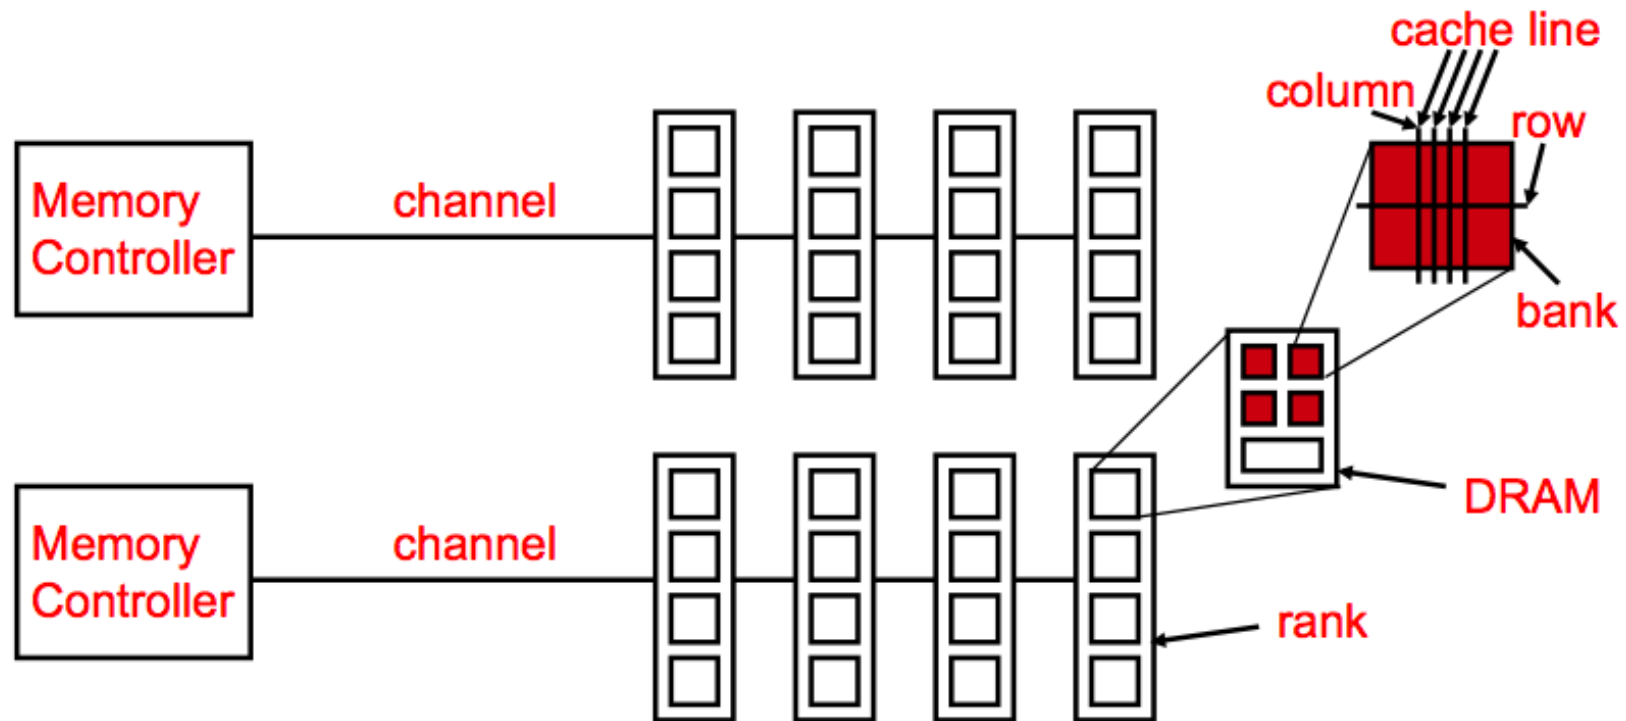 cache line
column
row
Memory
Controller
channel
bank
DRAM
Memory
Controller
channel
rank